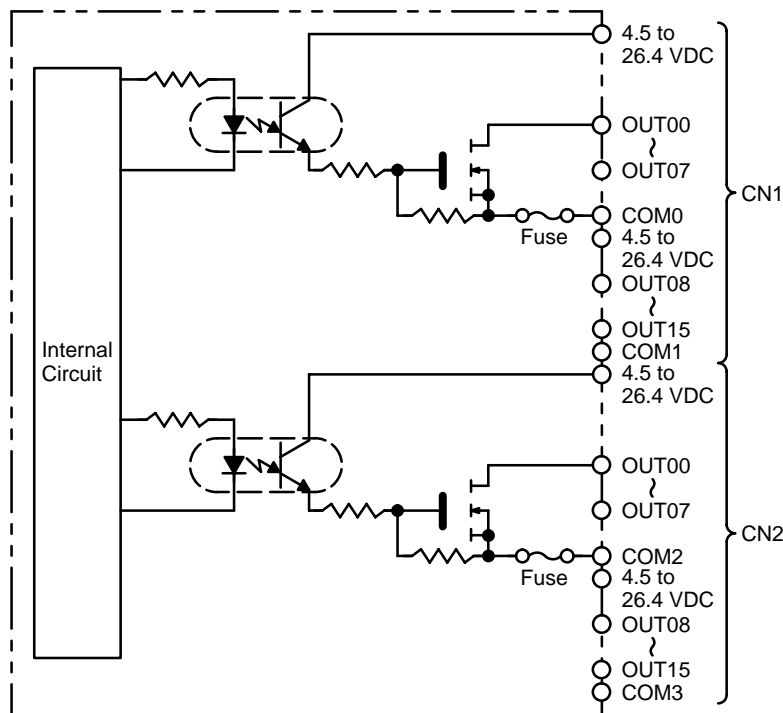 4.5 to
26.4 VDC
OUT00
~
OUT07
CN1
COM0
Fuse
4.5 to
26.4 VDC
OUT08
~
OUT15
COM1
Internal
Circuit
4.5 to
26.4 VDC
OUT00
~
OUT07
CN2
COM2
Fuse
4.5 to
26.4 VDC
OUT08
~
OUT15
COM3